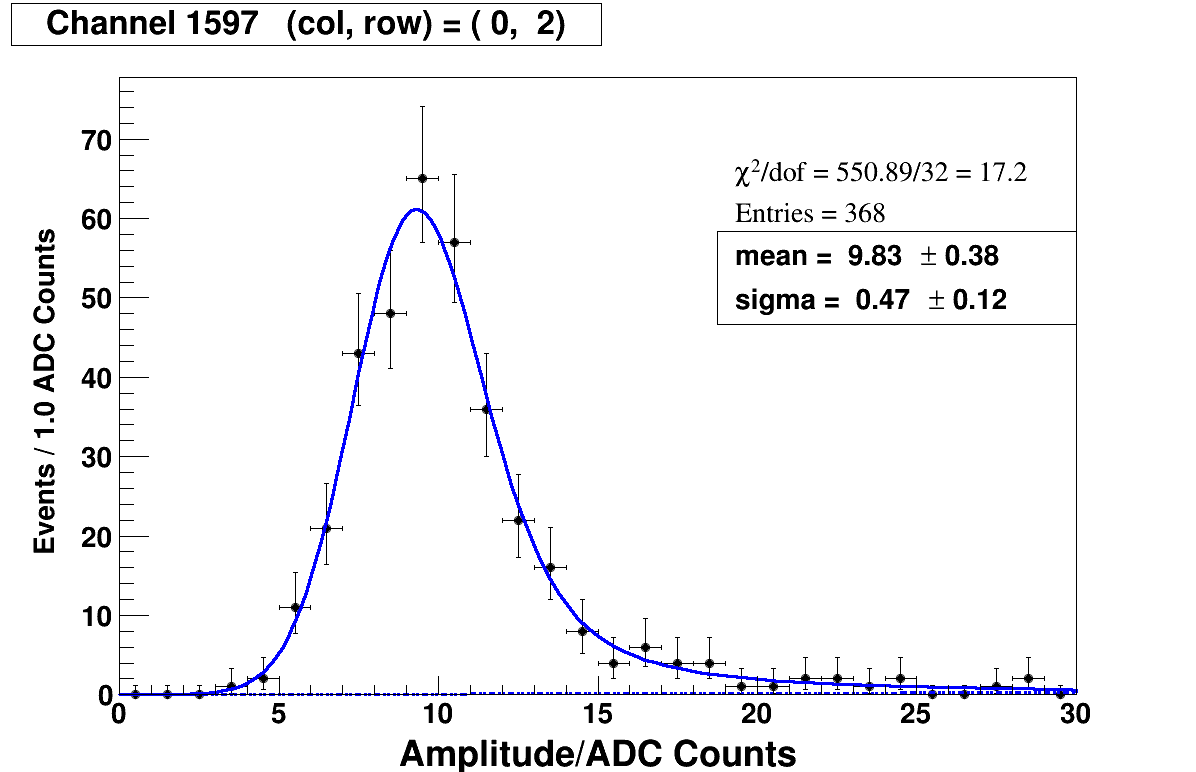 Channel 1597 (col, row) = ( 0, 2)
χ²/dof = 550.89/32 = 17.2
Entries = 368
mean = 9.83 ± 0.38
sigma = 0.47 ± 0.12
Events / 1.0 ADC Counts
70
60
50
40
30
20
10
0
0 5 10 15 20 25 30
Amplitude/ADC Counts